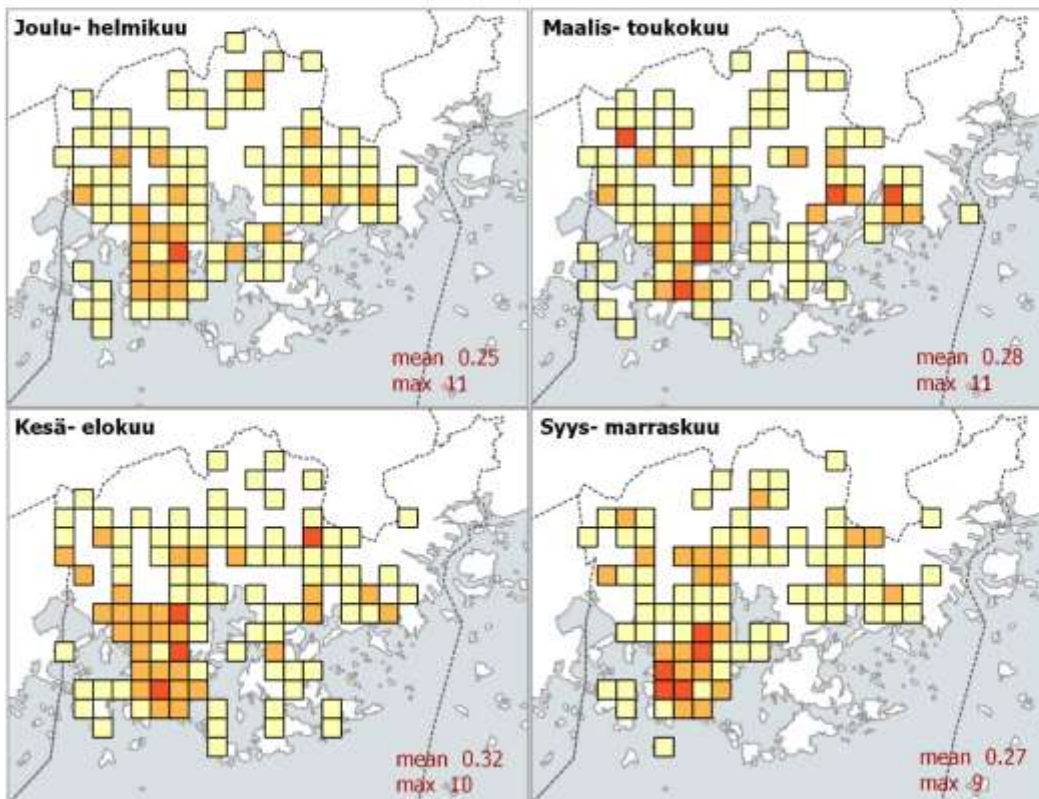 Joulu- helmikuu
mean 0.25
max 11
Maalis- toukokuu
mean 0.28
max 11
Kesä- elokuu
mean 0.32
max 10
Syys- marraskuu
mean 0.27
max 9